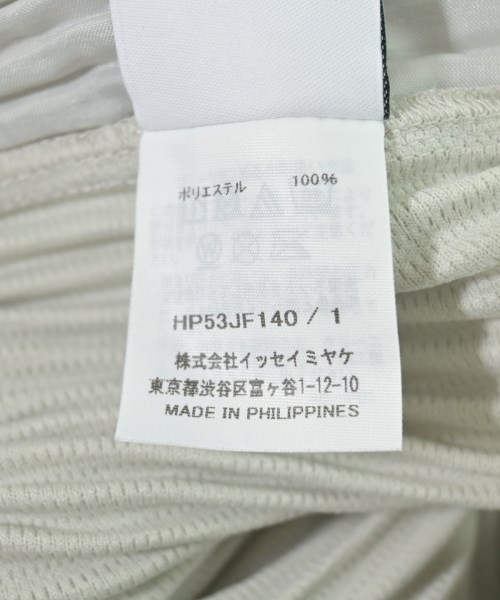 ポリエステル 100%
HP53JF140 / 1
株式会社イッセイミヤケ
東京都渋谷区富ヶ谷1-12-10
MADE IN PHILIPPINES